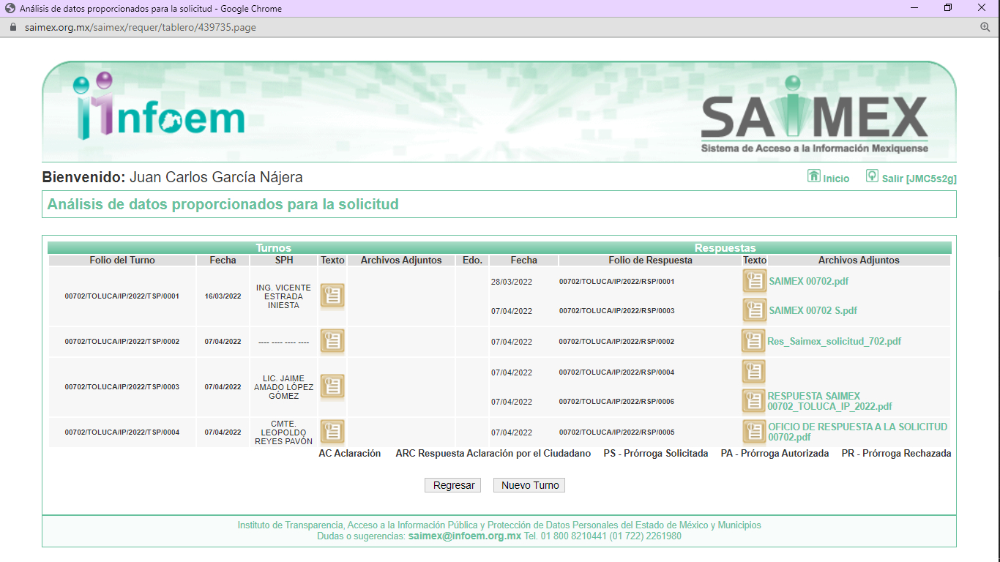 Análisis de datos proporcionados para la solicitud - Google Chrome
saimex.org.mx/saimex/requer/tablero/439735.page
infoem
SAIMEX
Sistema de Acceso a la Información Mexiquense
Bienvenido: Juan Carlos García Nájera
Inicio Salir [JMC5s2g]
Análisis de datos proporcionados para la solicitud
Turnos Respuestas
Folio del Turno Fecha SPH Texto Archivos Adjuntos Edo. Fecha Folio de Respuesta Texto Archivos Adjuntos
00702/TOLUCA/IP/2022/TSP/0001 16/03/2022
ING. VICENTE
ESTRADA
INIESTA
28/03/2022 00702/TOLUCA/IP/2022/RSP/0001 SAIMEX 00702.pdf
07/04/2022 00702/TOLUCA/IP/2022/RSP/0003 SAIMEX 00702 S.pdf
00702/TOLUCA/IP/2022/TSP/0002 07/04/2022 ---- ---- ---- ---- 07/04/2022 00702/TOLUCA/IP/2022/RSP/0002 Res_Saimex_solicitud_702.pdf
00702/TOLUCA/IP/2022/TSP/0003 07/04/2022
LIC. JAIME
AMADO LÓPEZ
GÓMEZ
07/04/2022 00702/TOLUCA/IP/2022/RSP/0004
07/04/2022 00702/TOLUCA/IP/2022/RSP/0006
RESPUESTA SAIMEX
00702_TOLUCA_IP_2022.pdf
00702/TOLUCA/IP/2022/TSP/0004 07/04/2022
CMTE.
LEOPOLDO
REYES PAVÓN
07/04/2022 00702/TOLUCA/IP/2022/RSP/0005
OFICIO DE RESPUESTA A LA SOLICITUD
00702.pdf
AC Aclaración ARC Respuesta Aclaración por el Ciudadano PS - Prórroga Solicitada PA - Prórroga Autorizada PR - Prórroga Rechazada
Regresar Nuevo Turno
Instituto de Transparencia, Acceso a la Información Pública y Protección de Datos Personales del Estado de México y Municipios
Dudas o sugerencias: saimex@infoem.org.mx Tel. 01 800 8210441 (01 722) 2261980